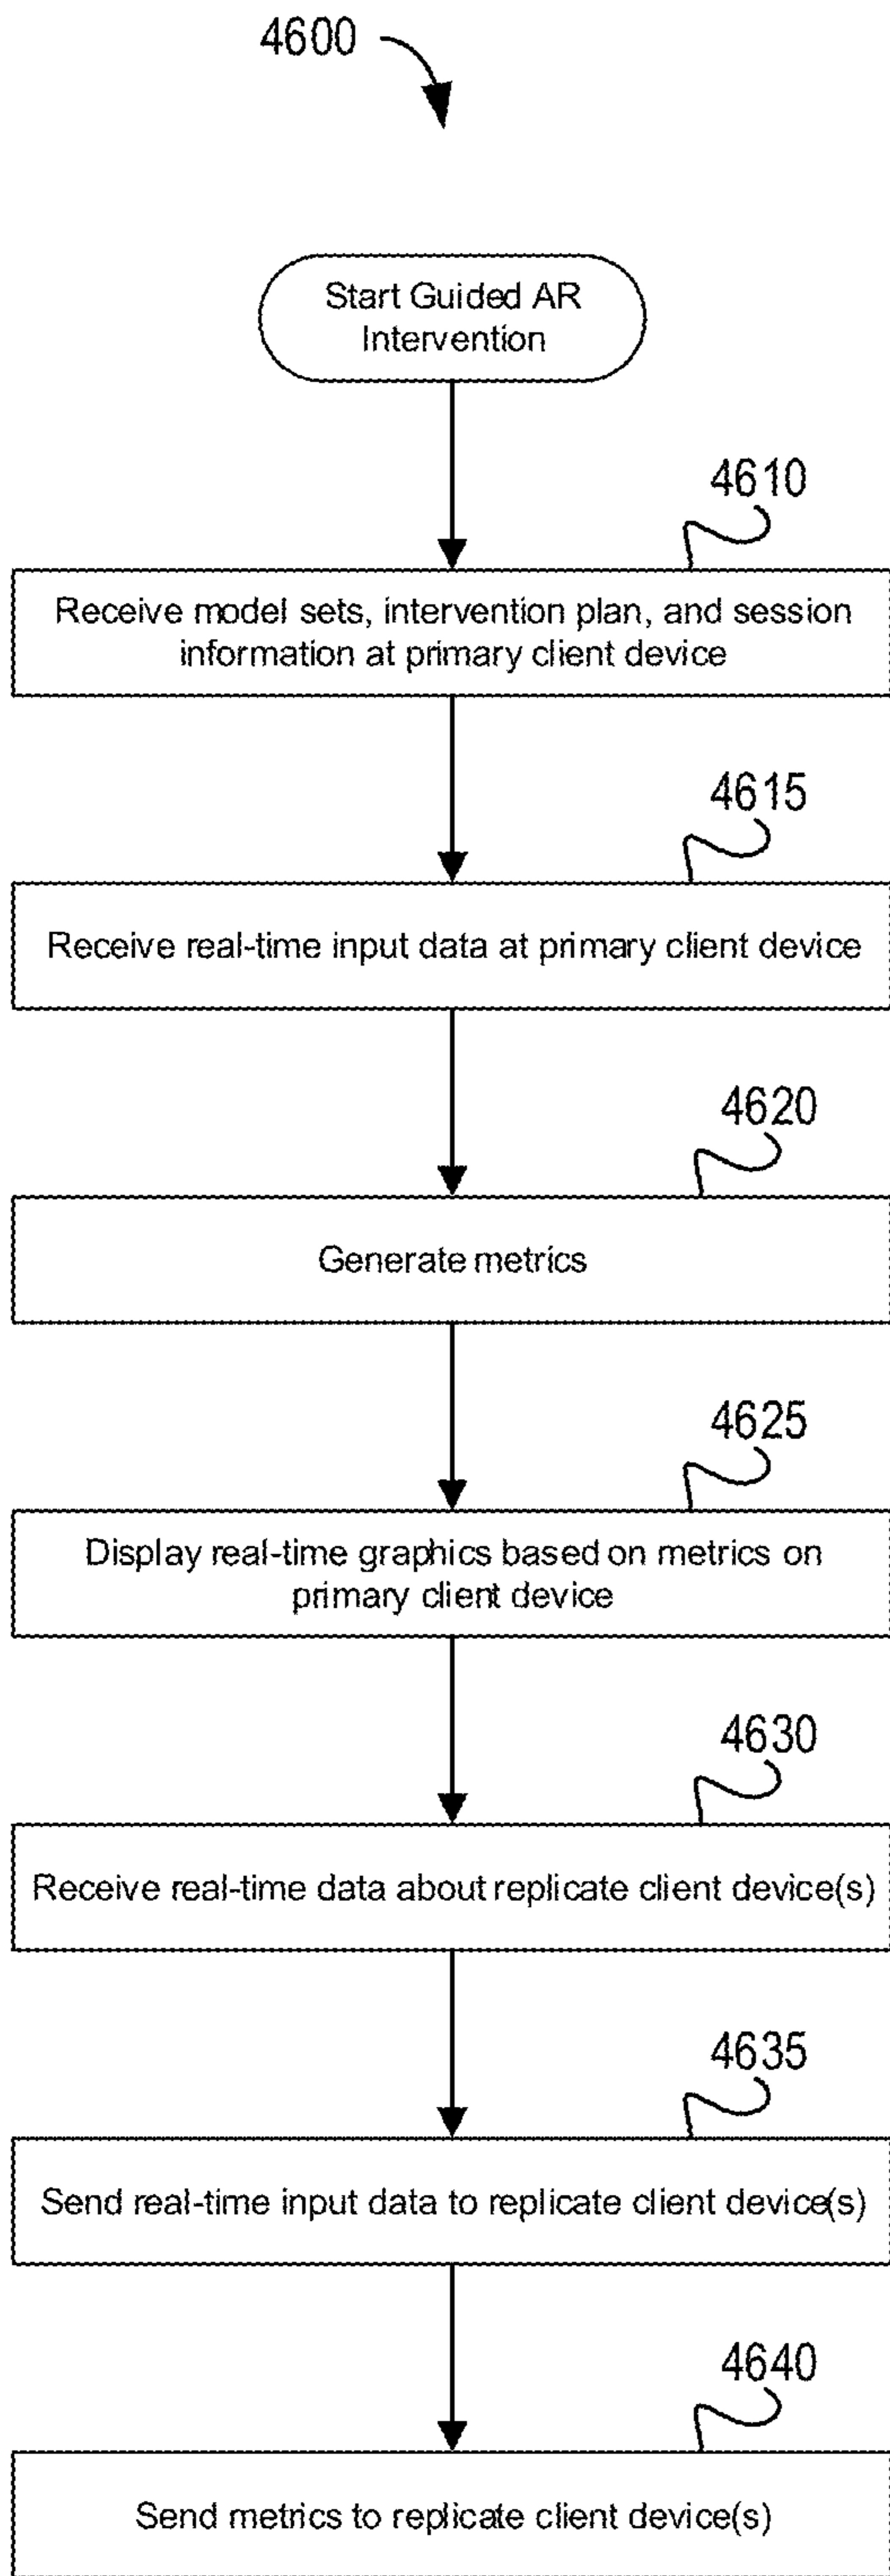 4600
Start Guided AR
Intervention
4610
Receive model sets, intervention plan, and session
information at primary client device
4615
Receive real-time input data at primary client device
4620
Generate metrics
4625
Display real-time graphics based on metrics on
primary client device
4630
Receive real-time data about replicate client device(s)
4635
Send real-time input data to replicate client device(s)
4640
Send metrics to replicate client device(s)